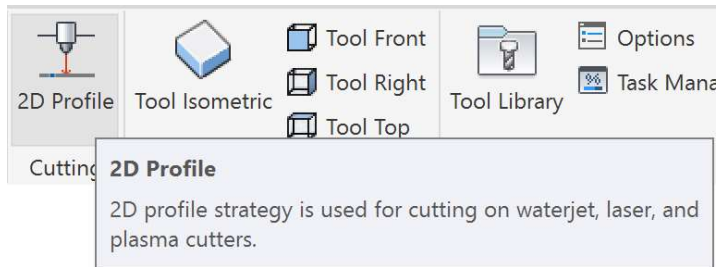 2D Profile
Tool Isometric
Tool Front
Tool Right
Tool Top
Tool Library
Options
Task Mana
Cutting
2D Profile
2D profile strategy is used for cutting on waterjet, laser, and
plasma cutters.